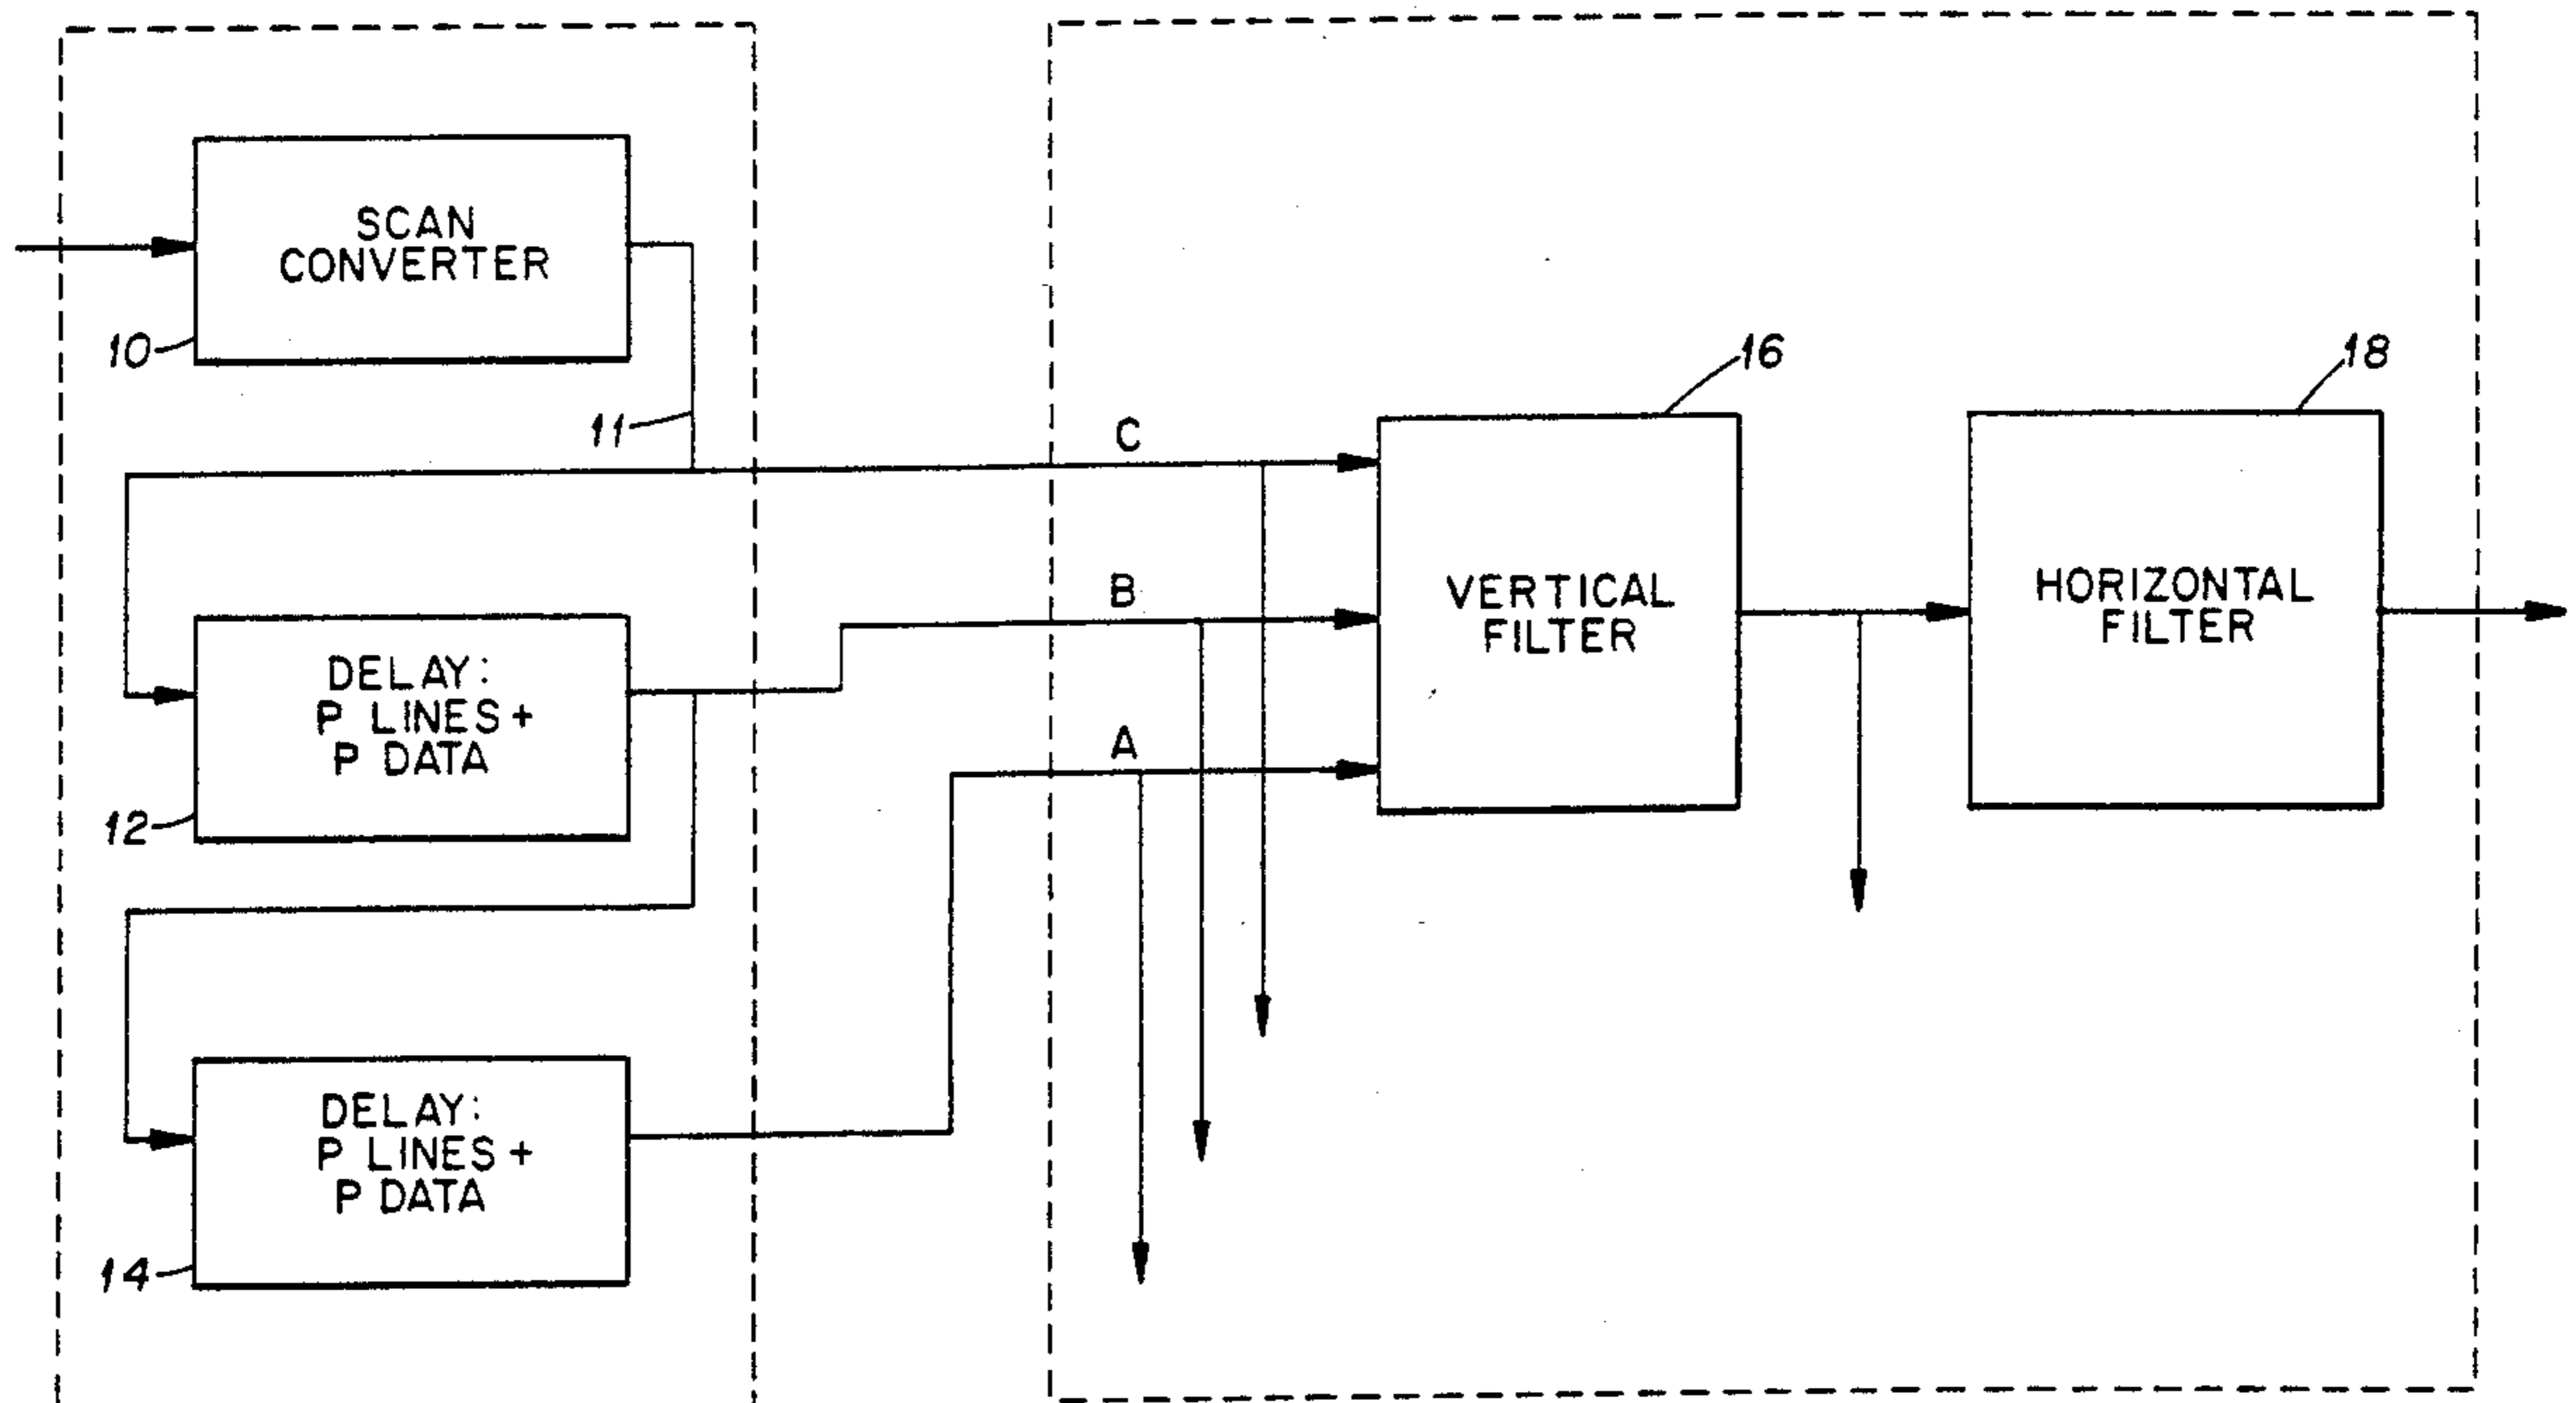 SCAN
CONVERTER
10
11
C
16
18
B
VERTICAL
FILTER
HORIZONTAL
FILTER
DELAY:
P LINES +
P DATA
12
A
DELAY:
P LINES +
P DATA
14